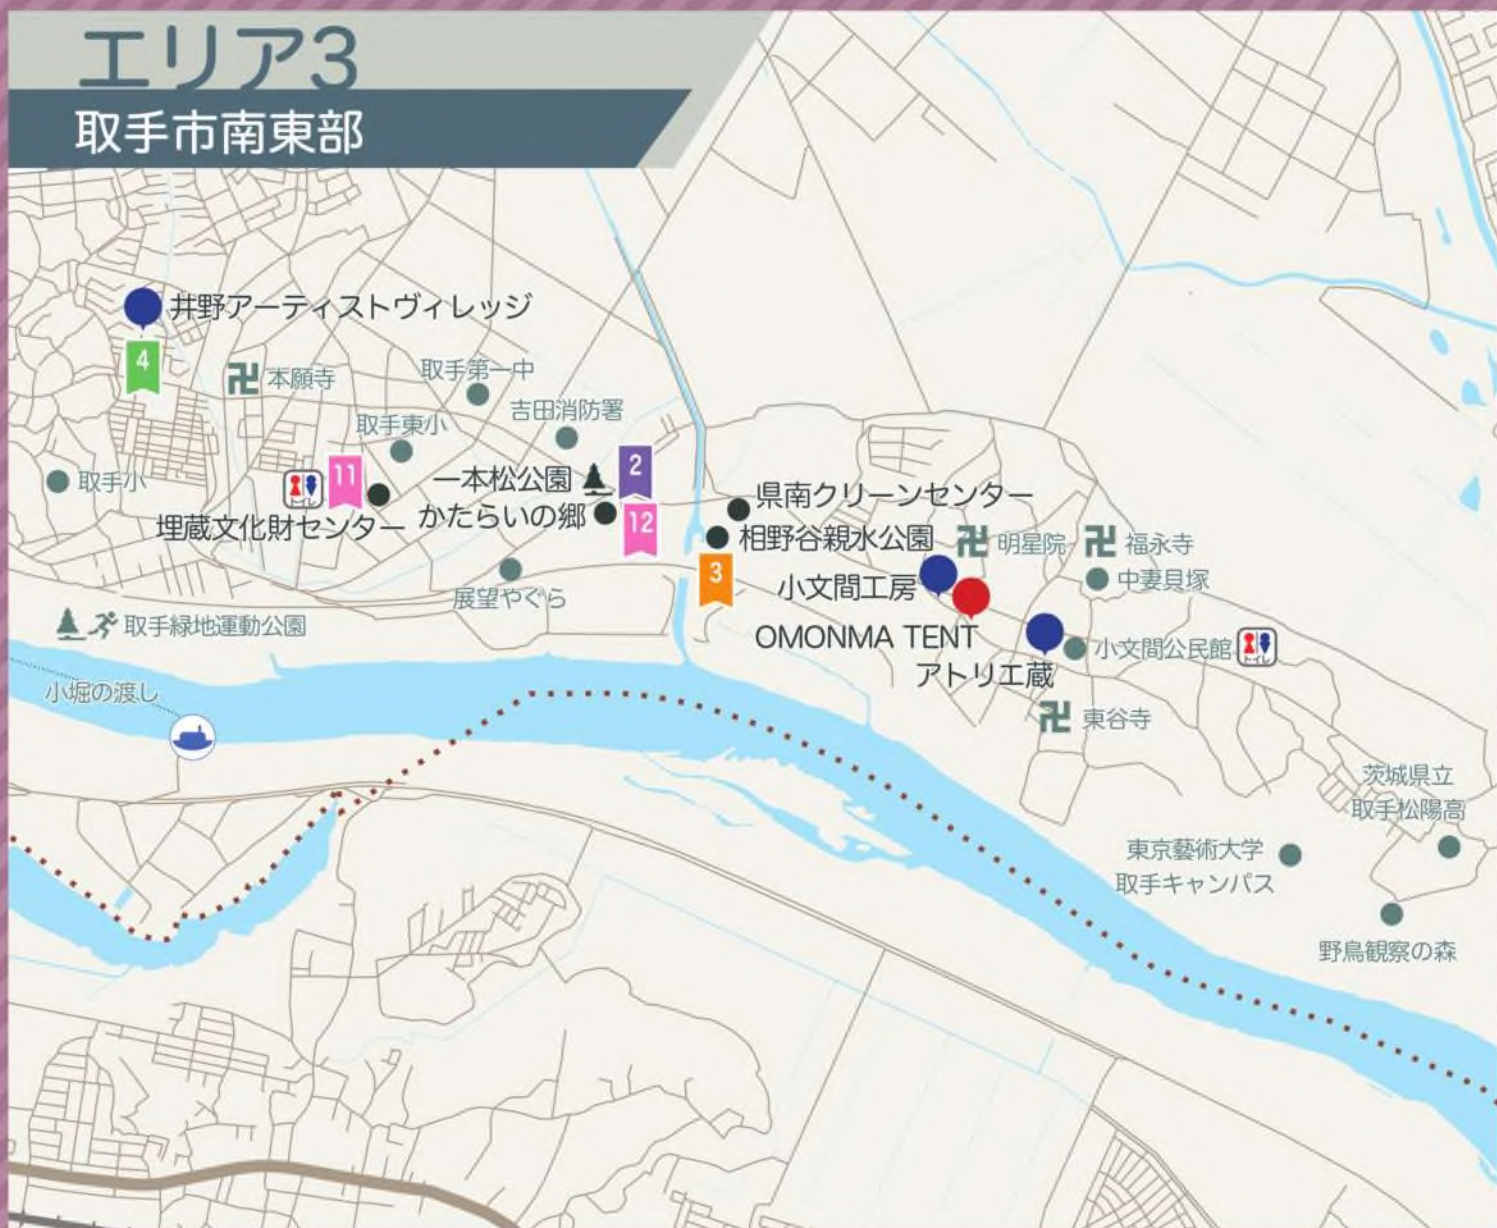 エリア3
取手市南東部
井野アーティストヴィレッジ
4
本願寺
取手第一中
吉田消防署
取手東小
取手小
トイレ
11
埋蔵文化財センター
一本松公園
2
かたらいの郷
12
県南クリーンセンター
相野谷親水公園
3
明星院
福永寺
中妻貝塚
小文間工房
OMONMA TENT
展望やぐら
取手緑地運動公園
小文間公民館
トイレ
アトリエ蔵
小堀の渡し
東谷寺
茨城県立
取手松陽高
東京藝術大学
取手キャンパス
野鳥観察の森